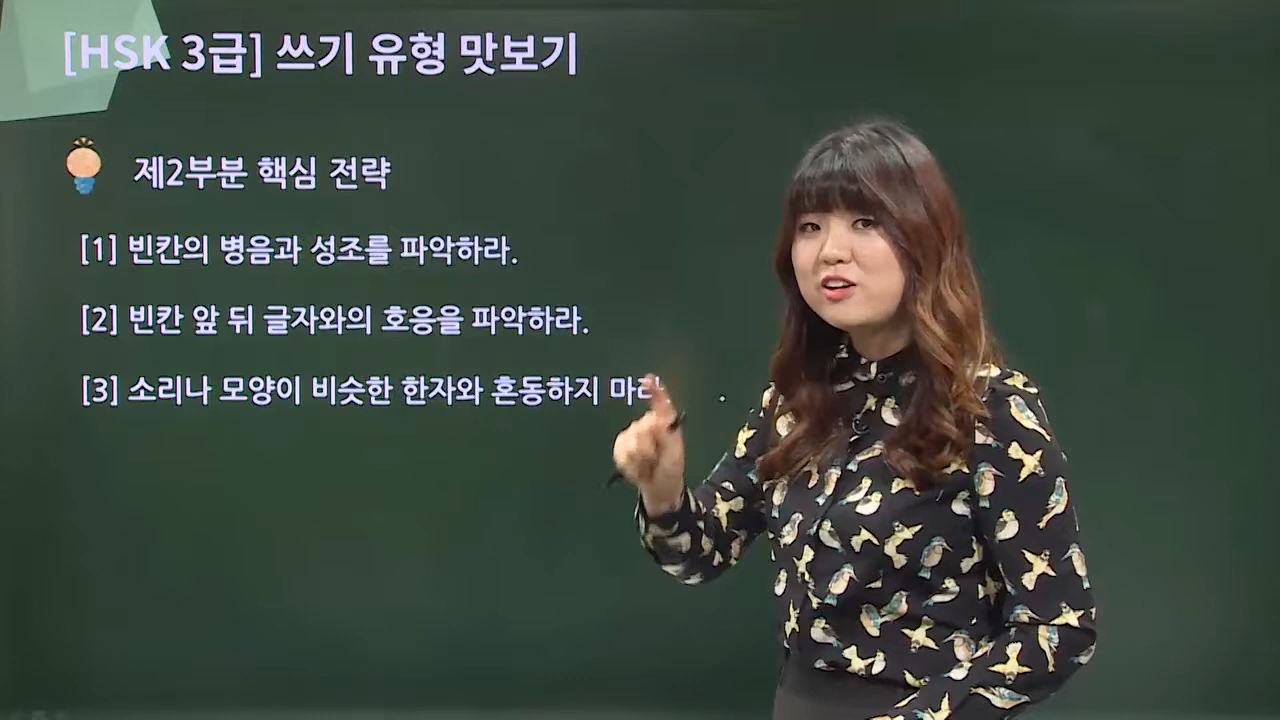 [HSK 3급] 쓰기 유형 맛보기
제2부분 핵심 전략
[1] 빈칸의 병음과 성조를 파악하라.
[2] 빈칸 앞 뒤 글자와의 호응을 파악하라.
[3] 소리나 모양이 비슷한 한자와 혼동하지 마라.